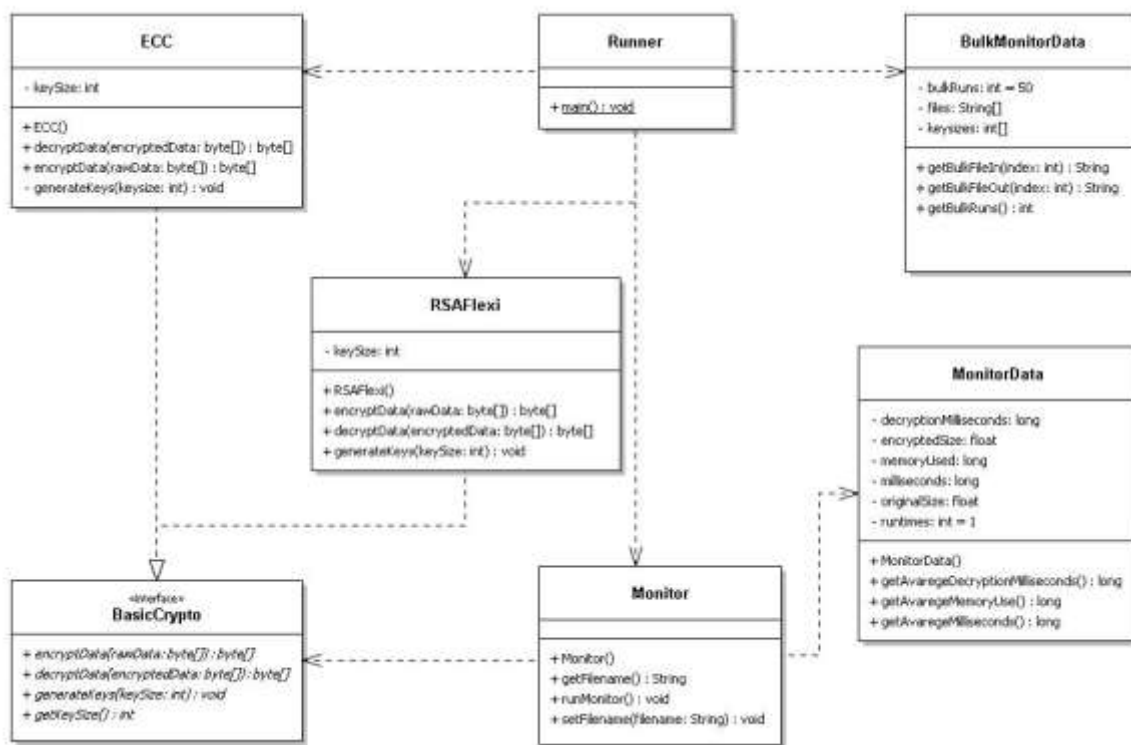 ECC
- keySize: int
+ ECC()
+ decryptData(encryptedData: byte[]) : byte[]
+ encryptData(rawData: byte[]) : byte[]
- generateKeys(keysize: int) : void
Runner
+ main() : void
BulkMonitorData
- bulkRuns: int = 50
- files: String[]
- keysizes: int[]
+ getBulkFileIn(index: int) : String
+ getBulkFileOut(index: int) : String
+ getBulkRuns() : int
RSAFlexi
- keySize: int
+ RSAFlexi()
+ encryptData(rawData: byte[]) : byte[]
+ decryptData(encryptedData: byte[]) : byte[]
+ generateKeys(keySize: int) : void
MonitorData
- decryptionMilliseconds: long
- encryptedSize: float
- memoryUsed: long
- milliseconds: long
- originalSize: float
- runtimes: int = 1
+ MonitorData()
+ getAvaregeDecryptionMilliseconds() : long
+ getAvaregeMemoryUse() : long
+ getAvaregeMilliseconds() : long
«interface»
BasicCrypto
+ encryptData(rawData: byte[]) : byte[]
+ decryptData(encryptedData: byte[]) : byte[]
+ generateKeys(keySize: int) : void
+ getKeySize() : int
Monitor
+ Monitor()
+ getFilename() : String
+ runMonitor() : void
+ setFilename(filename: String) : void